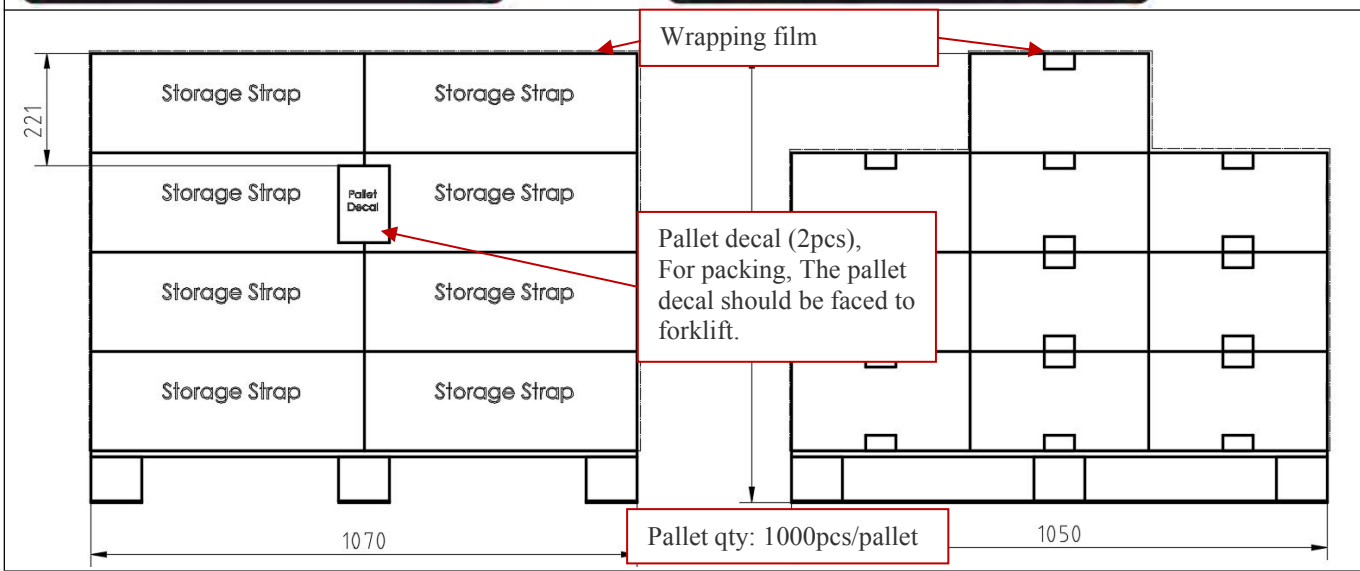 Wrapping film
221
Storage Strap
Storage Strap
Storage Strap
Pallet
Decal
Storage Strap
Pallet decal (2pcs),
For packing, The pallet
decal should be faced to
forklift.
Storage Strap
Storage Strap
Storage Strap
Storage Strap
1070
Pallet qty: 1000pcs/pallet
1050